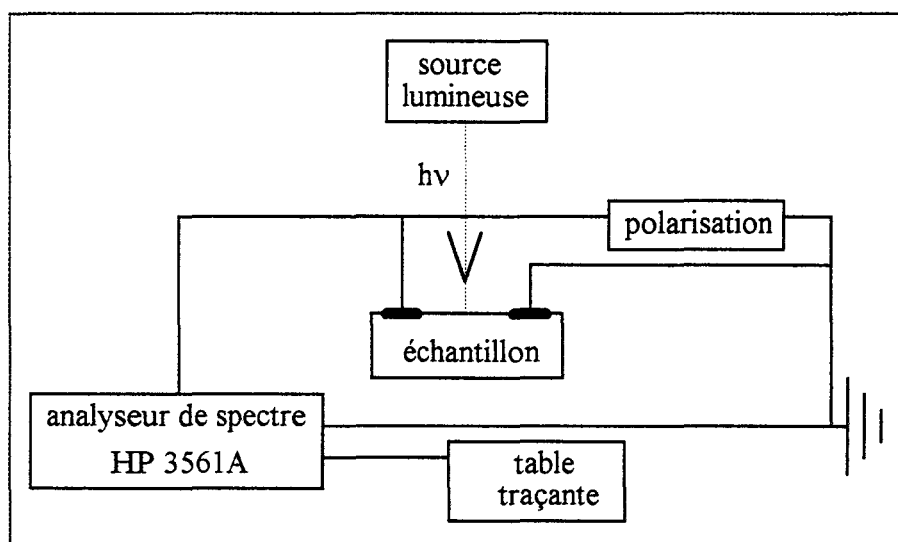 source
lumineuse
hν
polarisation
échantillon
analyseur de spectre
HP 3561A
table
traçante